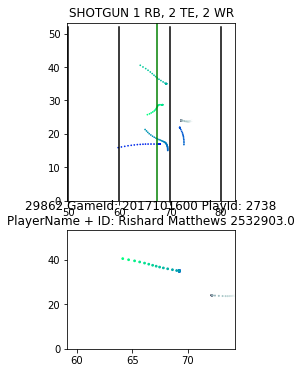 SHOTGUN 1 RB, 2 TE, 2 WR
50
40
30
20
10
0
50 60 70 80
29862 GameId: 2017101600 PlayId: 2738
PlayerName + ID: Rishard Matthews 2532903.0
40
20
0
60 65 70